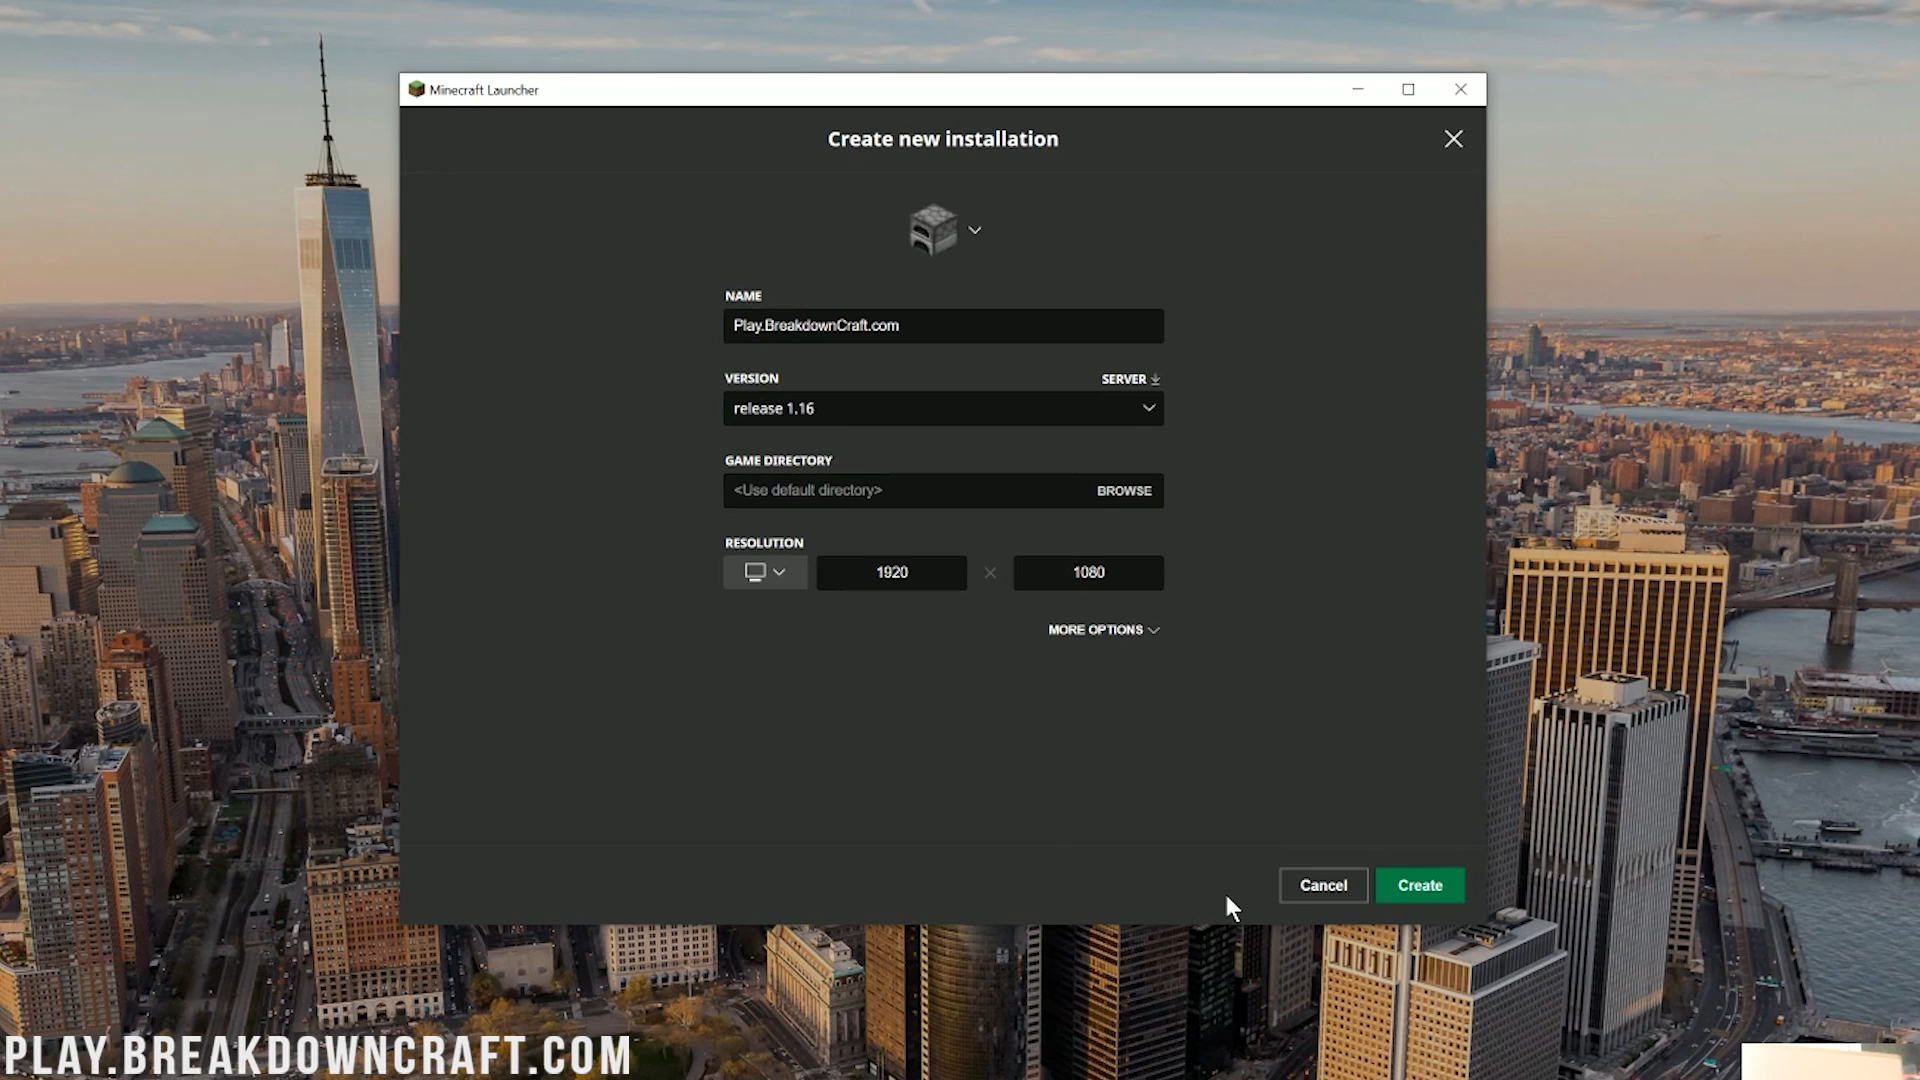 Minecraft Launcher
Create new installation
NAME
Play.BreakdownCraft.com
VERSION
SERVER
release 1.16
GAME DIRECTORY
<Use default directory>
BROWSE
RESOLUTION
1920
1080
MORE OPTIONS
Cancel
Create
PLAY.BREAKDOWNCRAFT.COM